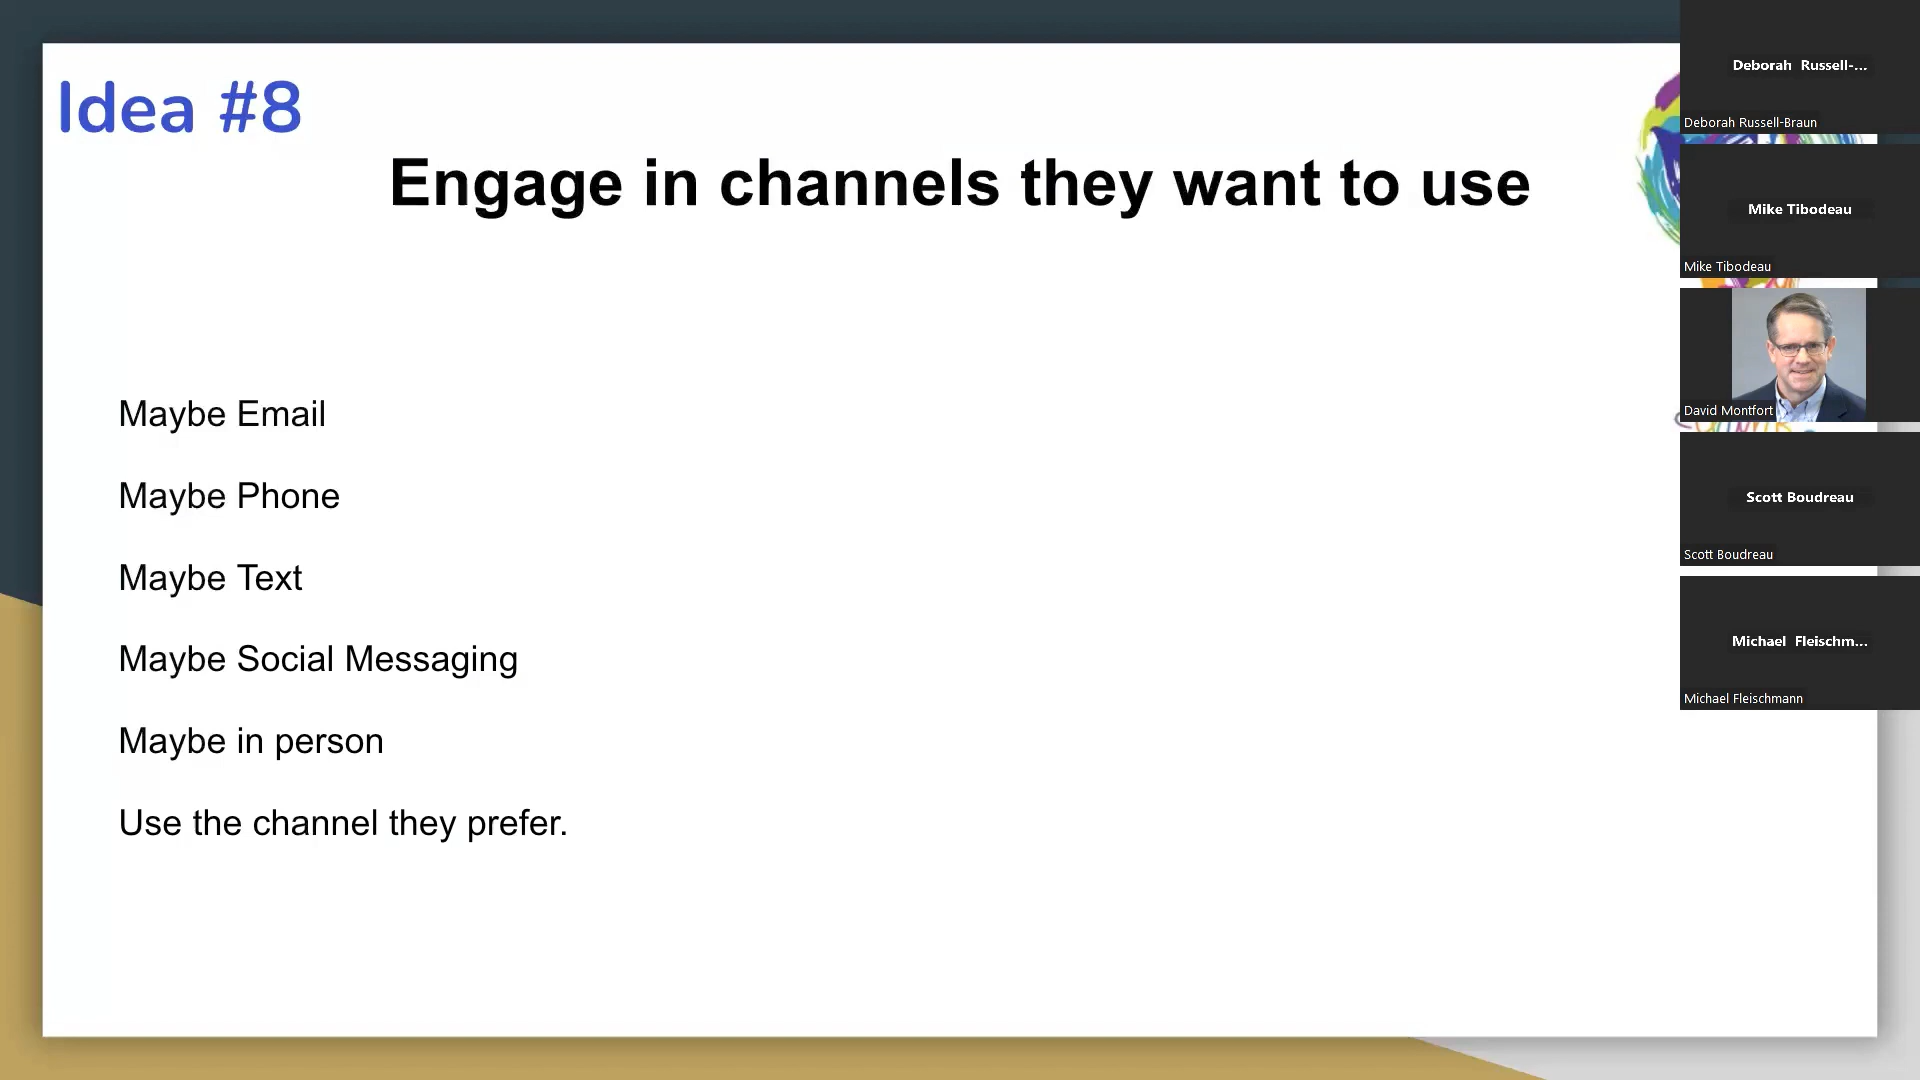 Idea #8
Engage in channels they want to use
Maybe Email
Maybe Phone
Maybe Text
Maybe Social Messaging
Maybe in person
Use the channel they prefer.
Deborah Russell-...
Deborah Russell-Braun
Mike Tibodeau
Mike Tibodeau
David Montfort
Scott Boudreau
Scott Boudreau
Michael Fleischm...
Michael Fleischmann